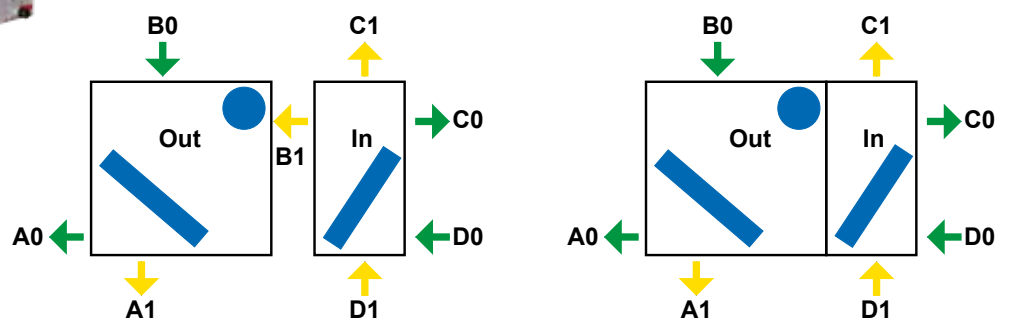 B0 C1 B0 C1
Out In C0 Out In C0
B1
A0 D0 A0 D0
A1 D1 A1 D1